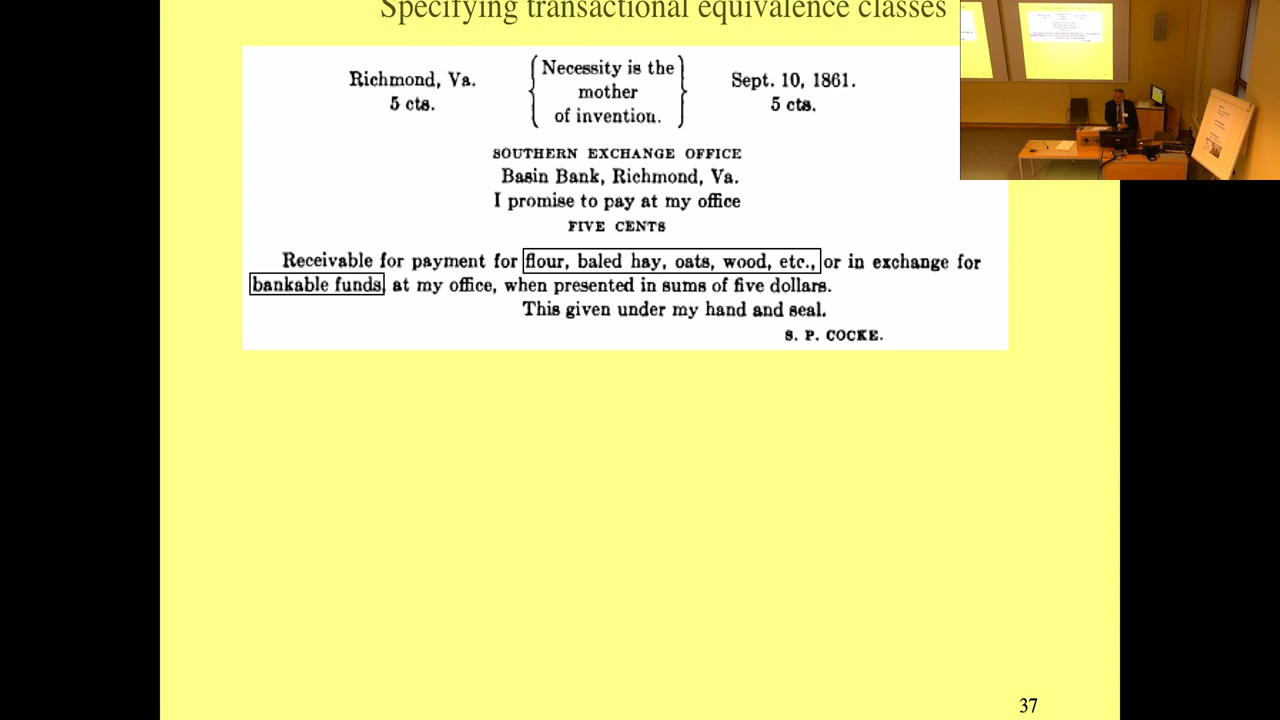 Specifying transactional equivalence classes
Richmond, Va.
5 cts.
Necessity is the
mother
of invention.
Sept. 10, 1861.
5 cts.
SOUTHERN EXCHANGE OFFICE
Basin Bank, Richmond, Va.
I promise to pay at my office
FIVE CENTS
Receivable for payment for flour, baled hay, oats, wood, etc., or in exchange for
bankable funds, at my office, when presented in sums of five dollars.
This given under my hand and seal.
S. P. COCKE.
37